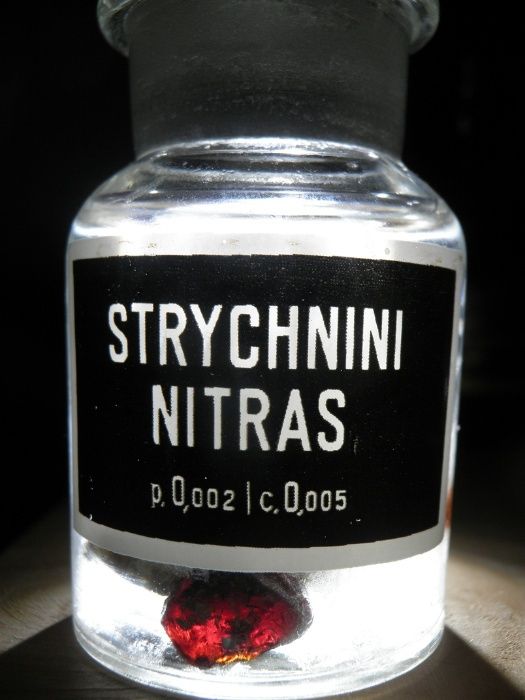 STRYCHNINI
NITRAS
p. 0,002 | c. 0,005